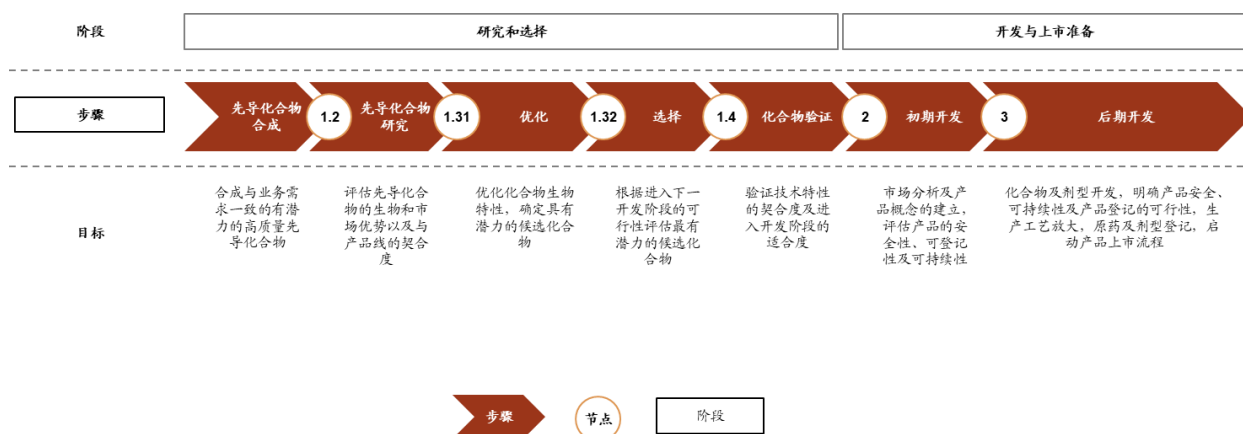 阶段
研究和选择
开发与上市准备
步骤
先导化合物
合成
1.2
先导化合物
研究
1.31
优化
1.32
选择
1.4
化合物验证
2
初期开发
3
后期开发
目标
合成与业务需
求一致的有潜
力的高质量先
导化合物
评估先导化合
物的生物和市
场优势以及与
产品线的契合
度
优化化合物生物
特性，确定具有
潜力的候选化合
物
根据进入下一
开发阶段的可
行性评估最有
潜力的候选化
合物
验证技术特性
的契合度及进
入开发阶段的
适合度
市场分析及产
品概念的建立，
评估产品的安
全性、可登记
性及可持续性
化合物及剂型开发，明确产品安全、
可持续性及产品登记的可行性，生
产工艺放大，原药及剂型登记，启
动产品上市流程
步骤
节点
阶段